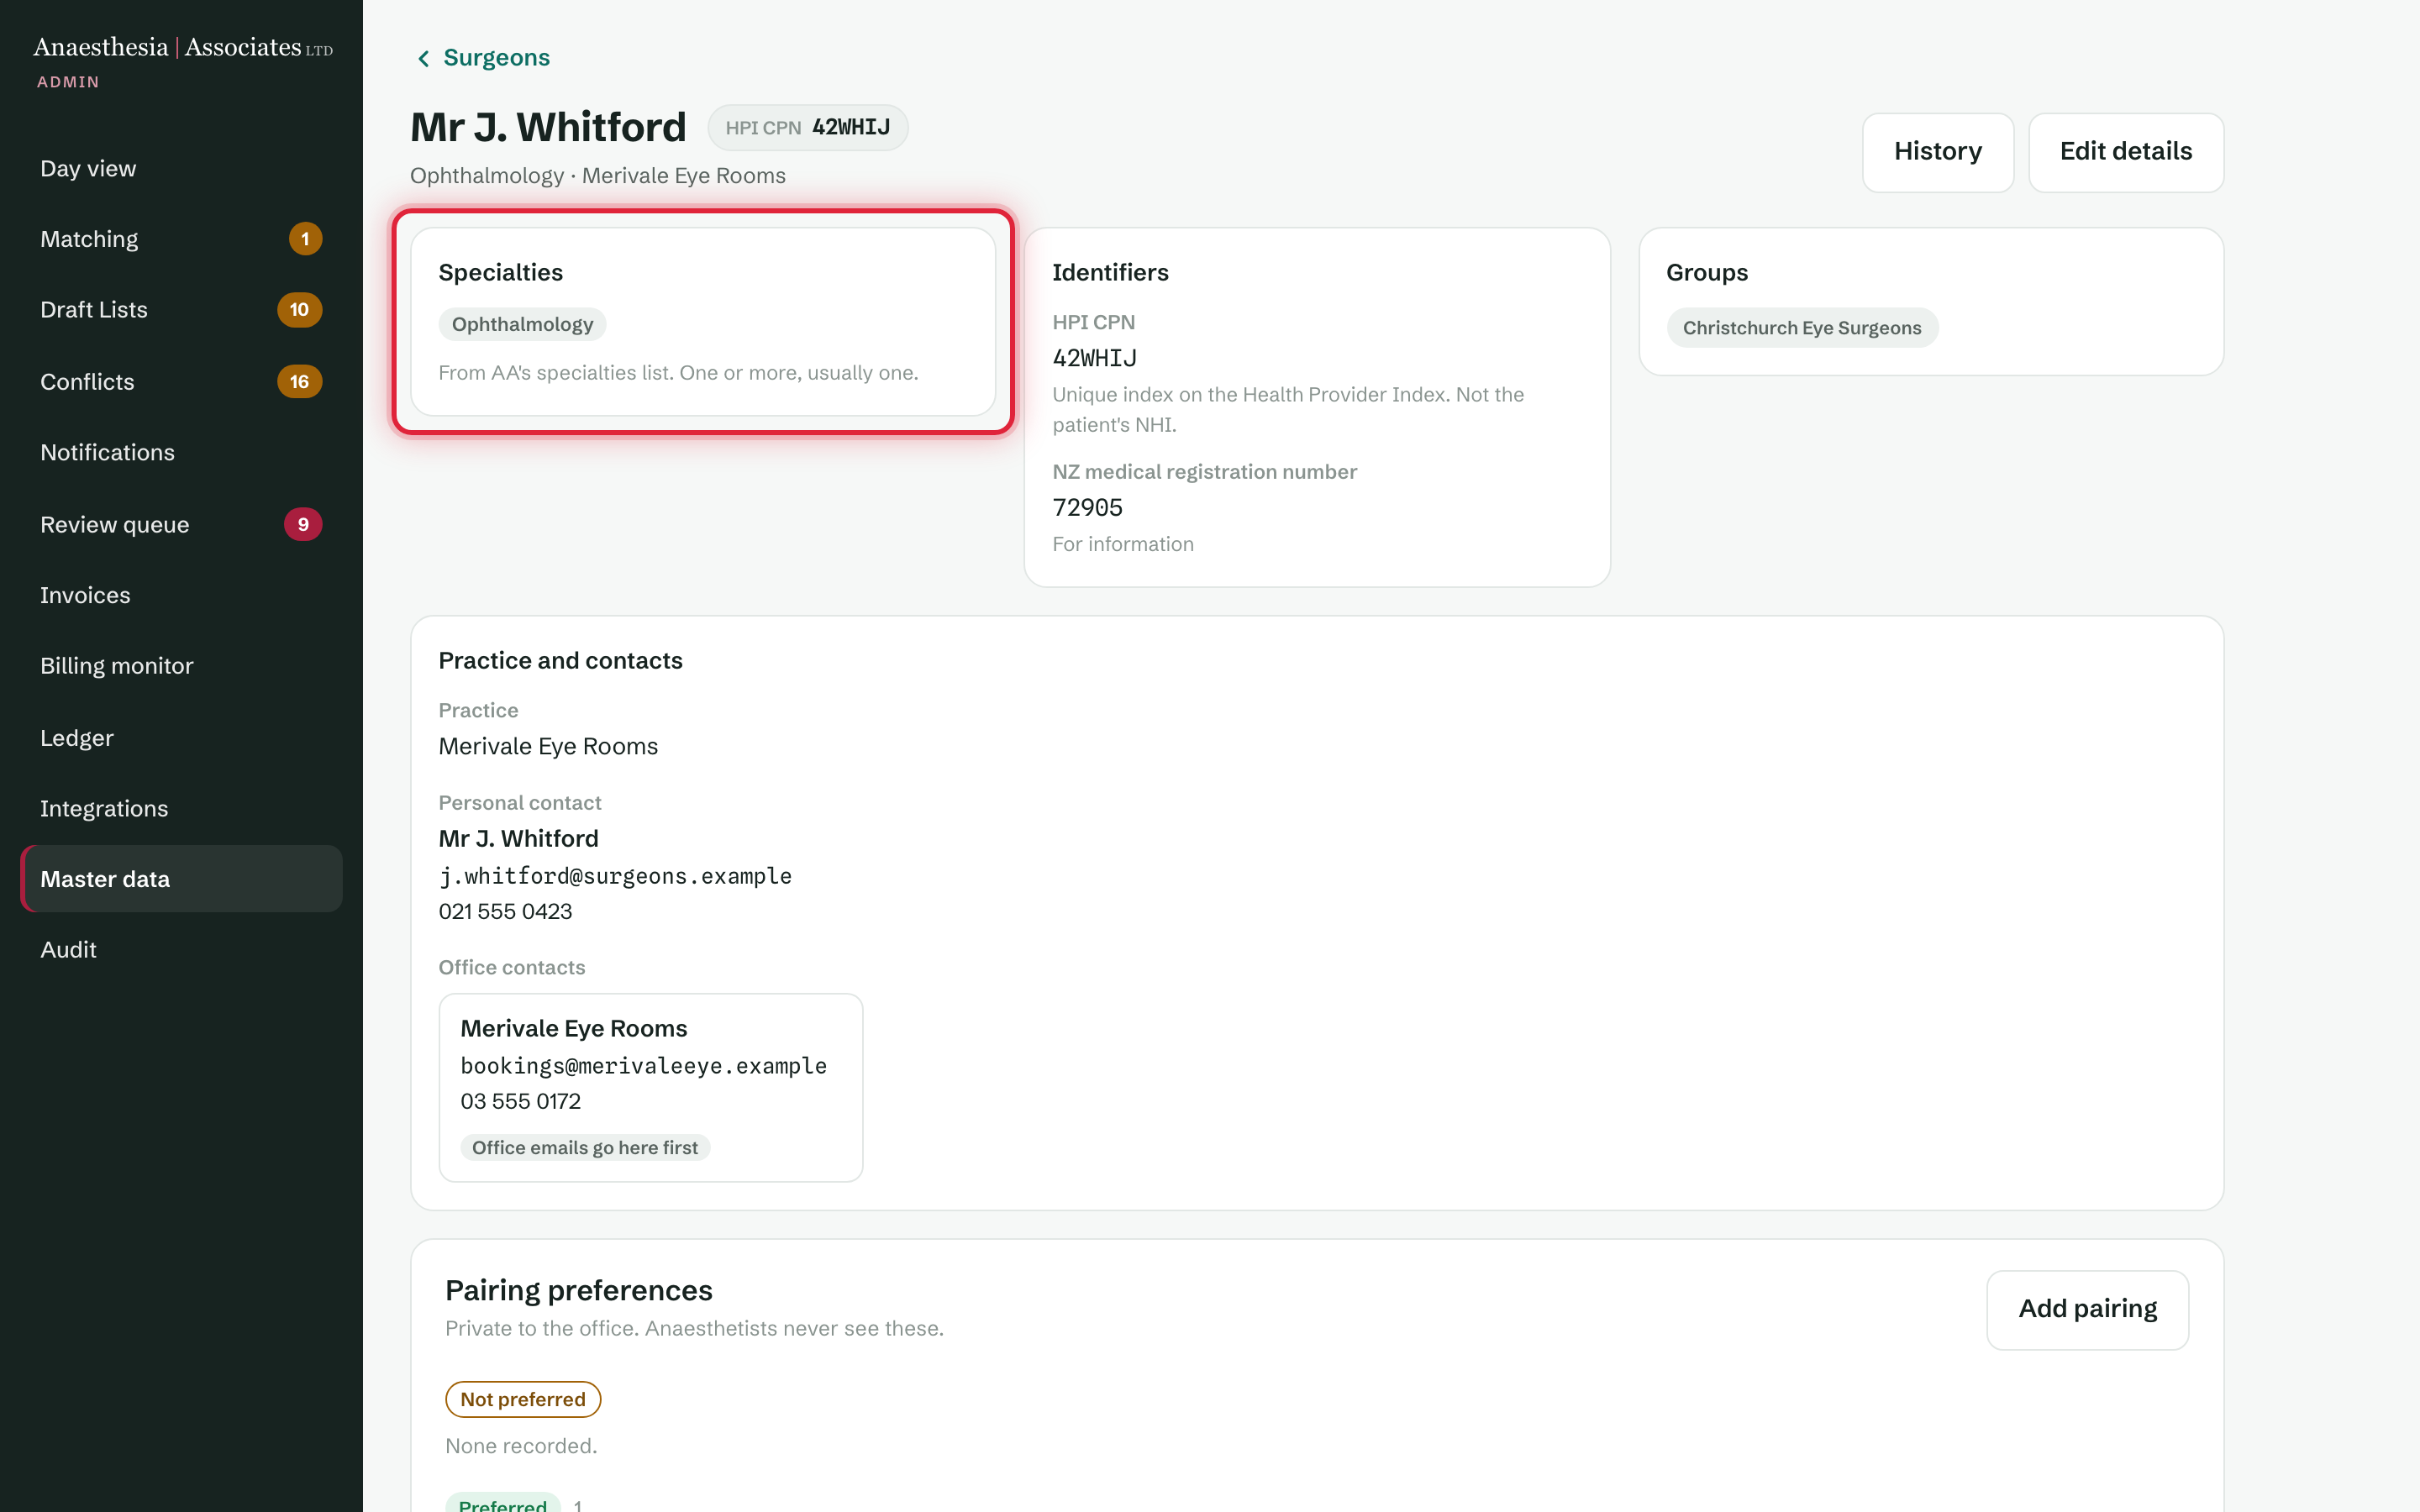 Anaesthesia | Associates LTD
ADMIN
Day view
Matching 1
Draft Lists 10
Conflicts 16
Notifications
Review queue 9
Invoices
Billing monitor
Ledger
Integrations
Master data
Audit
Surgeons
Mr J. Whitford HPI CPN 42WHIJ
Ophthalmology · Merivale Eye Rooms
History
Edit details
Specialties
Ophthalmology
From AA's specialties list. One or more, usually one.
Identifiers
HPI CPN
42WHIJ
Unique index on the Health Provider Index. Not the
patient's NHI.
NZ medical registration number
72905
For information
Groups
Christchurch Eye Surgeons
Practice and contacts
Practice
Merivale Eye Rooms
Personal contact
Mr J. Whitford
j.whitford@surgeons.example
021 555 0423
Office contacts
Merivale Eye Rooms
bookings@merivaleeye.example
03 555 0172
Office emails go here first
Pairing preferences
Private to the office. Anaesthetists never see these.
Add pairing
Not preferred
None recorded.
Preferred 1